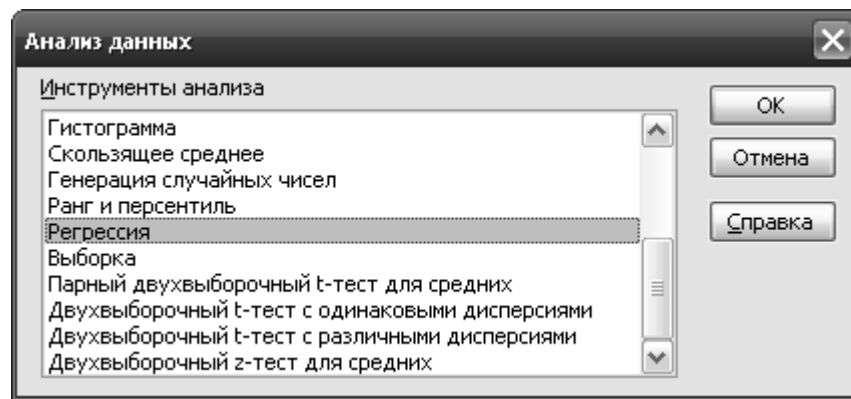 Анализ данных
Инструменты анализа
Гистограмма
Скользящее среднее
Генерация случайных чисел
Ранг и персентиль
Регрессия
Выборка
Парный двухвыборочный t-тест для средних
Двухвыборочный t-тест с одинаковыми дисперсиями
Двухвыборочный t-тест с различными дисперсиями
Двухвыборочный z-тест для средних
ОК
Отмена
Справка